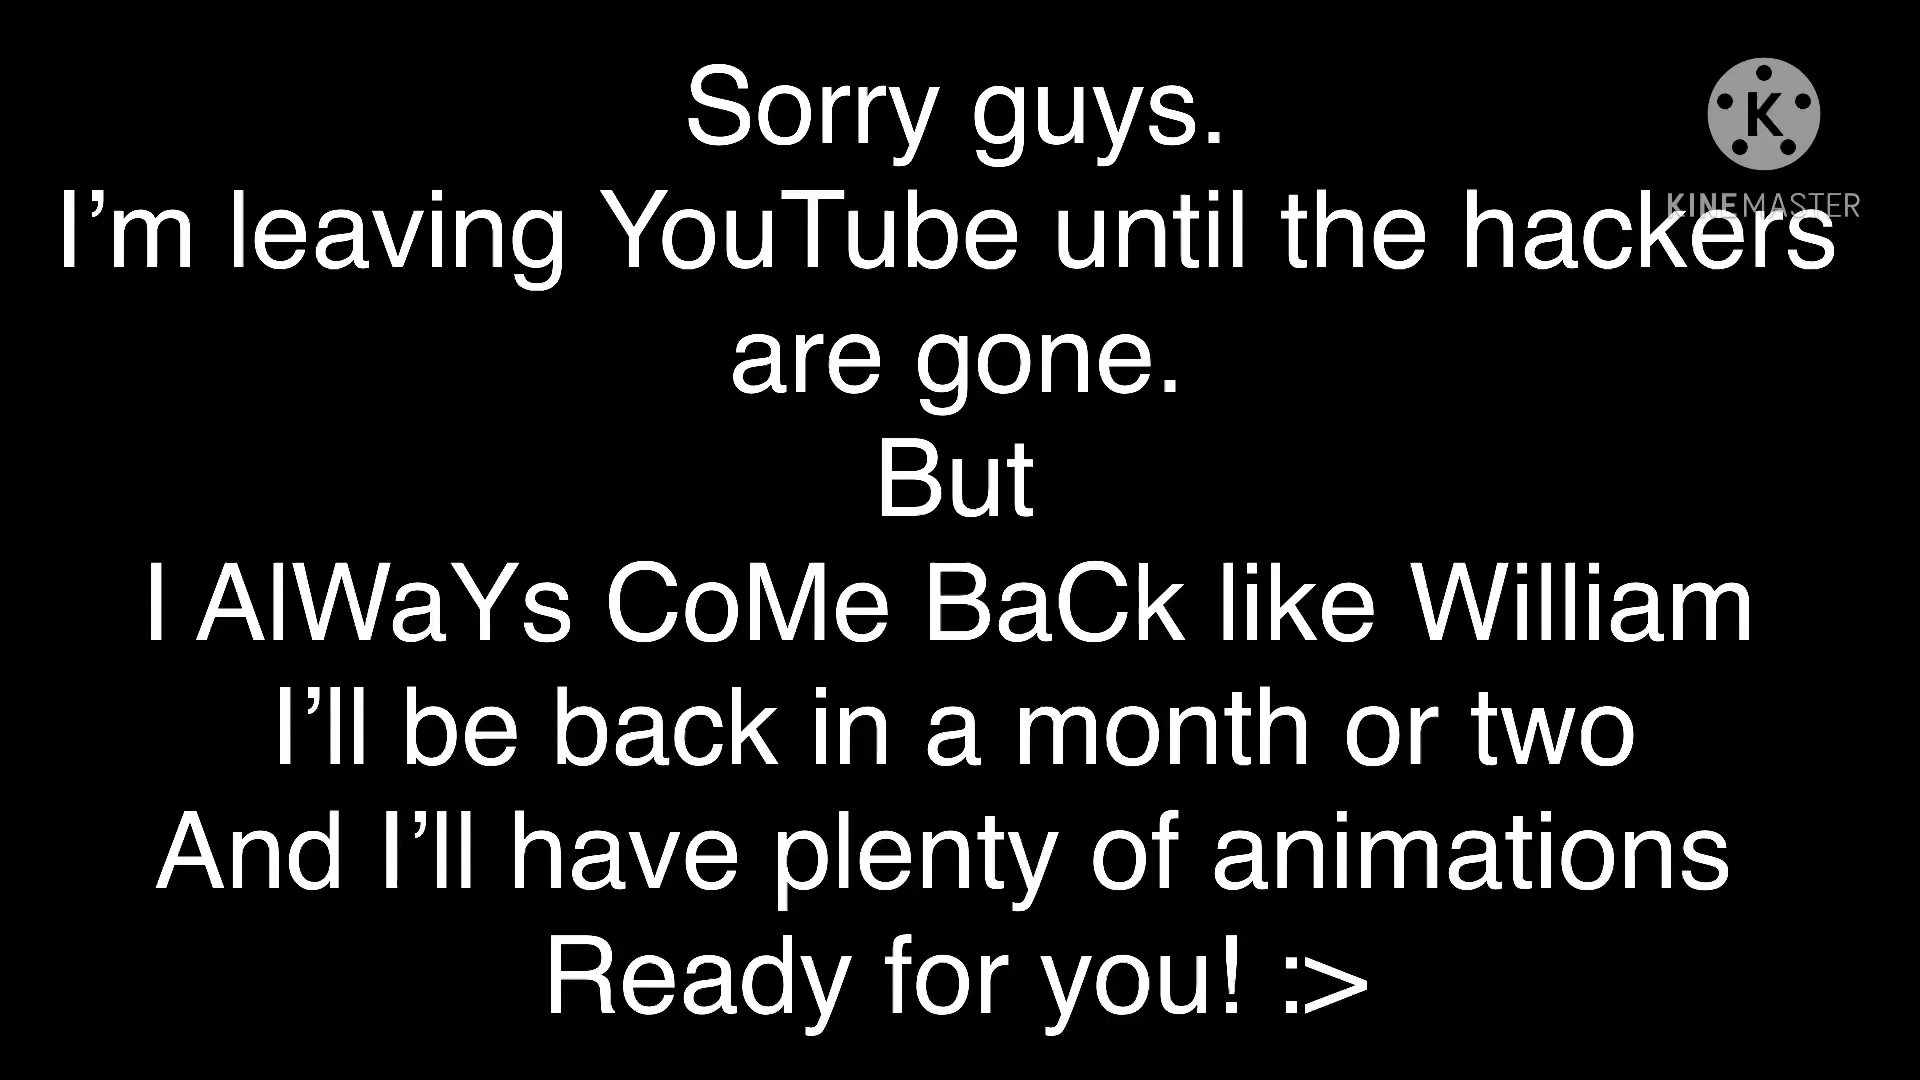 Sorry guys.
I’m leaving YouTube until the hackers
are gone.
But
I AlWaYs CoMe BaCk like William
I’ll be back in a month or two
And I’ll have plenty of animations
Ready for you! :>
K
KINEMASTER